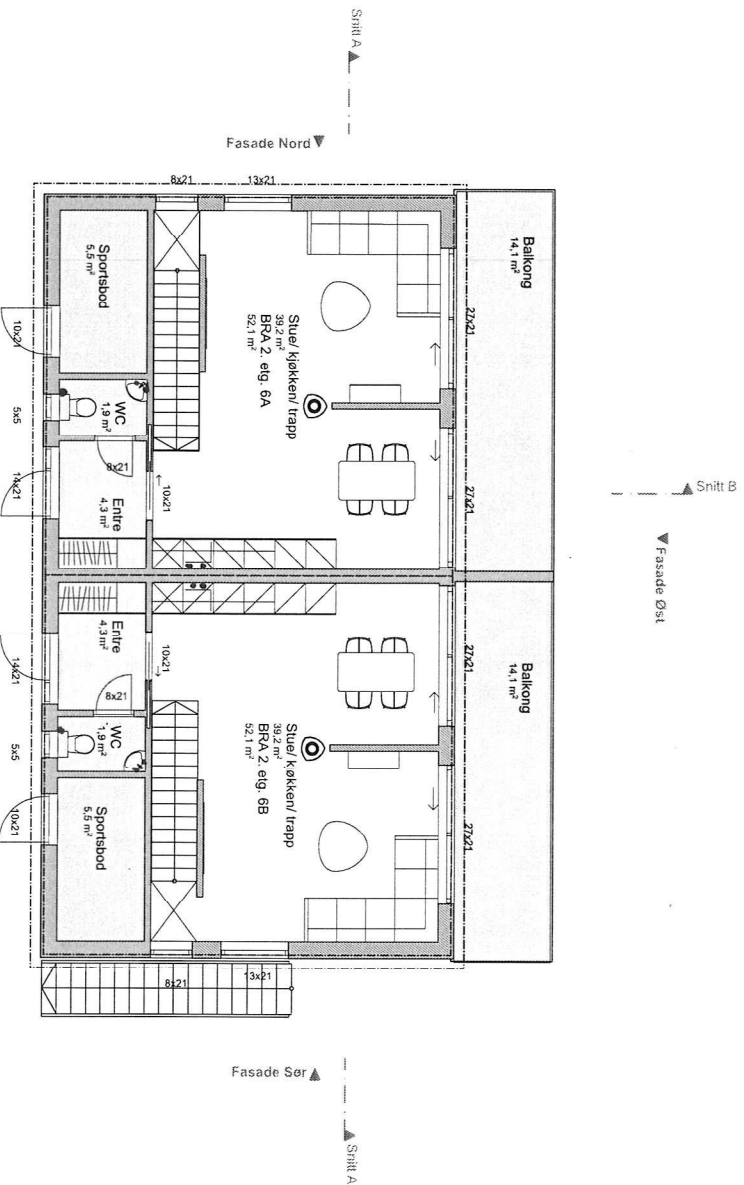 Snitt A
Fasade Nord
8x21
13x21
Balkong
14,1 m²
27x21
Sportsbod
5,5 m²
Stue/ kjøkken/ trapp
39,2 m²
BRA 2. etg. 6A
52,1 m²
10x21
5x5
WC
1,9 m²
8x21
14x21
Entre
4,3 m²
10x21
27x21
Snitt B
Fasade Øst
Entre
4,3 m²
10x21
14x21
8x21
WC
1,9 m²
5x5
Stue/ køkken/ trapp
39,2 m²
BRA 2. etg. 6B
52,1 m²
27x21
Balkong
14,1 m²
Sportsbod
5,5 m²
10x21
27x21
8x21
13x21
Fasade Sør
Snitt A